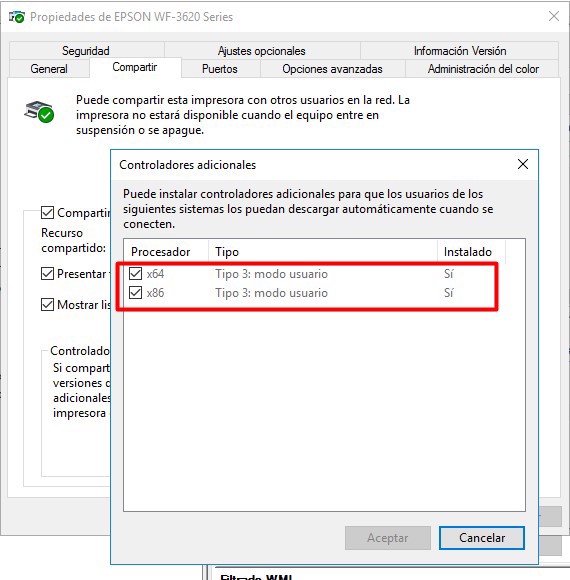 Propiedades de EPSON WF-3620 Series
Seguridad Ajustes opcionales Información Versión
General Compartir Puertos Opciones avanzadas Administración del color
Puede compartir esta impresora con otros usuarios en la red. La
impresora no estará disponible cuando el equipo entre en
suspensión o se apague.
Controladores adicionales
Puede instalar controladores adicionales para que los usuarios de los
siguientes sistemas los puedan descargar automáticamente cuando se
conecten.
Procesador Tipo Instalado
x64 Tipo 3: modo usuario Sí
x86 Tipo 3: modo usuario Sí
Aceptar Cancelar
Compartir
Recurso
compartido:
Presentar
Mostrar lis
Controlado
Si compart
versiones
adicionales
impresora
Filtrado WMI